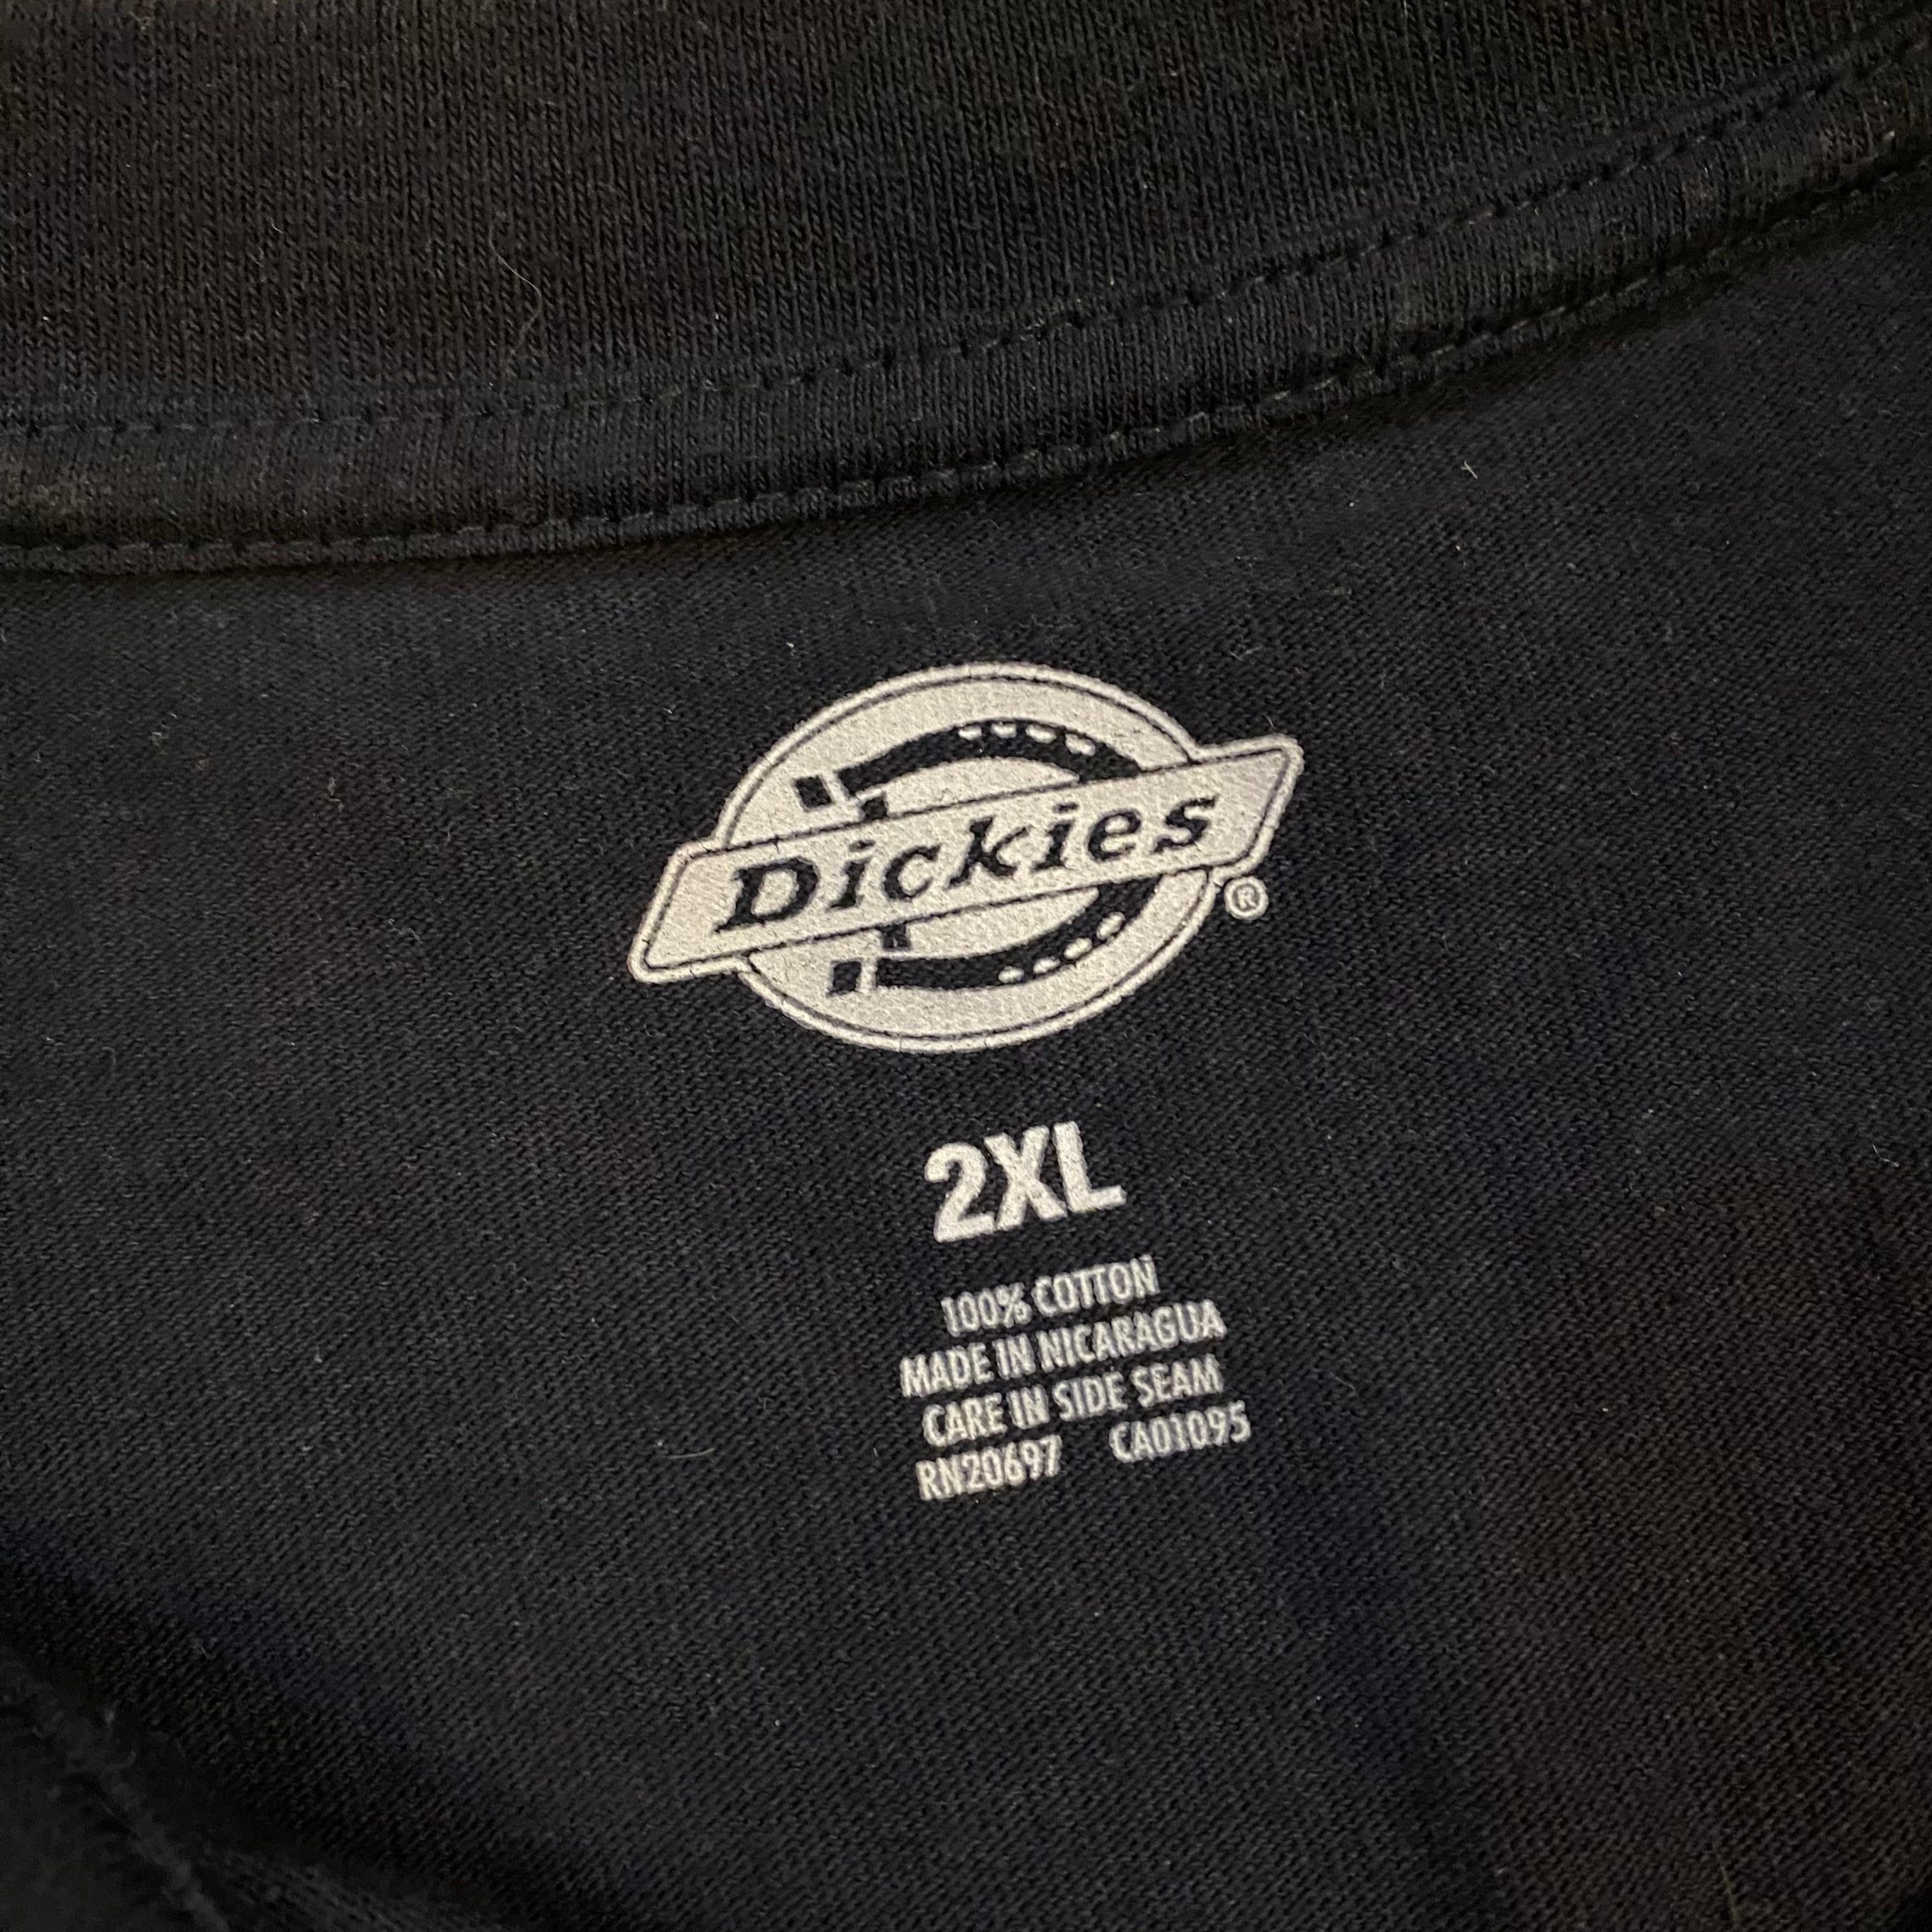 Dickies
®
2XL
100% COTTON
MADE IN NICARAGUA
CARE IN SIDE SEAM
RN20697 CA01095